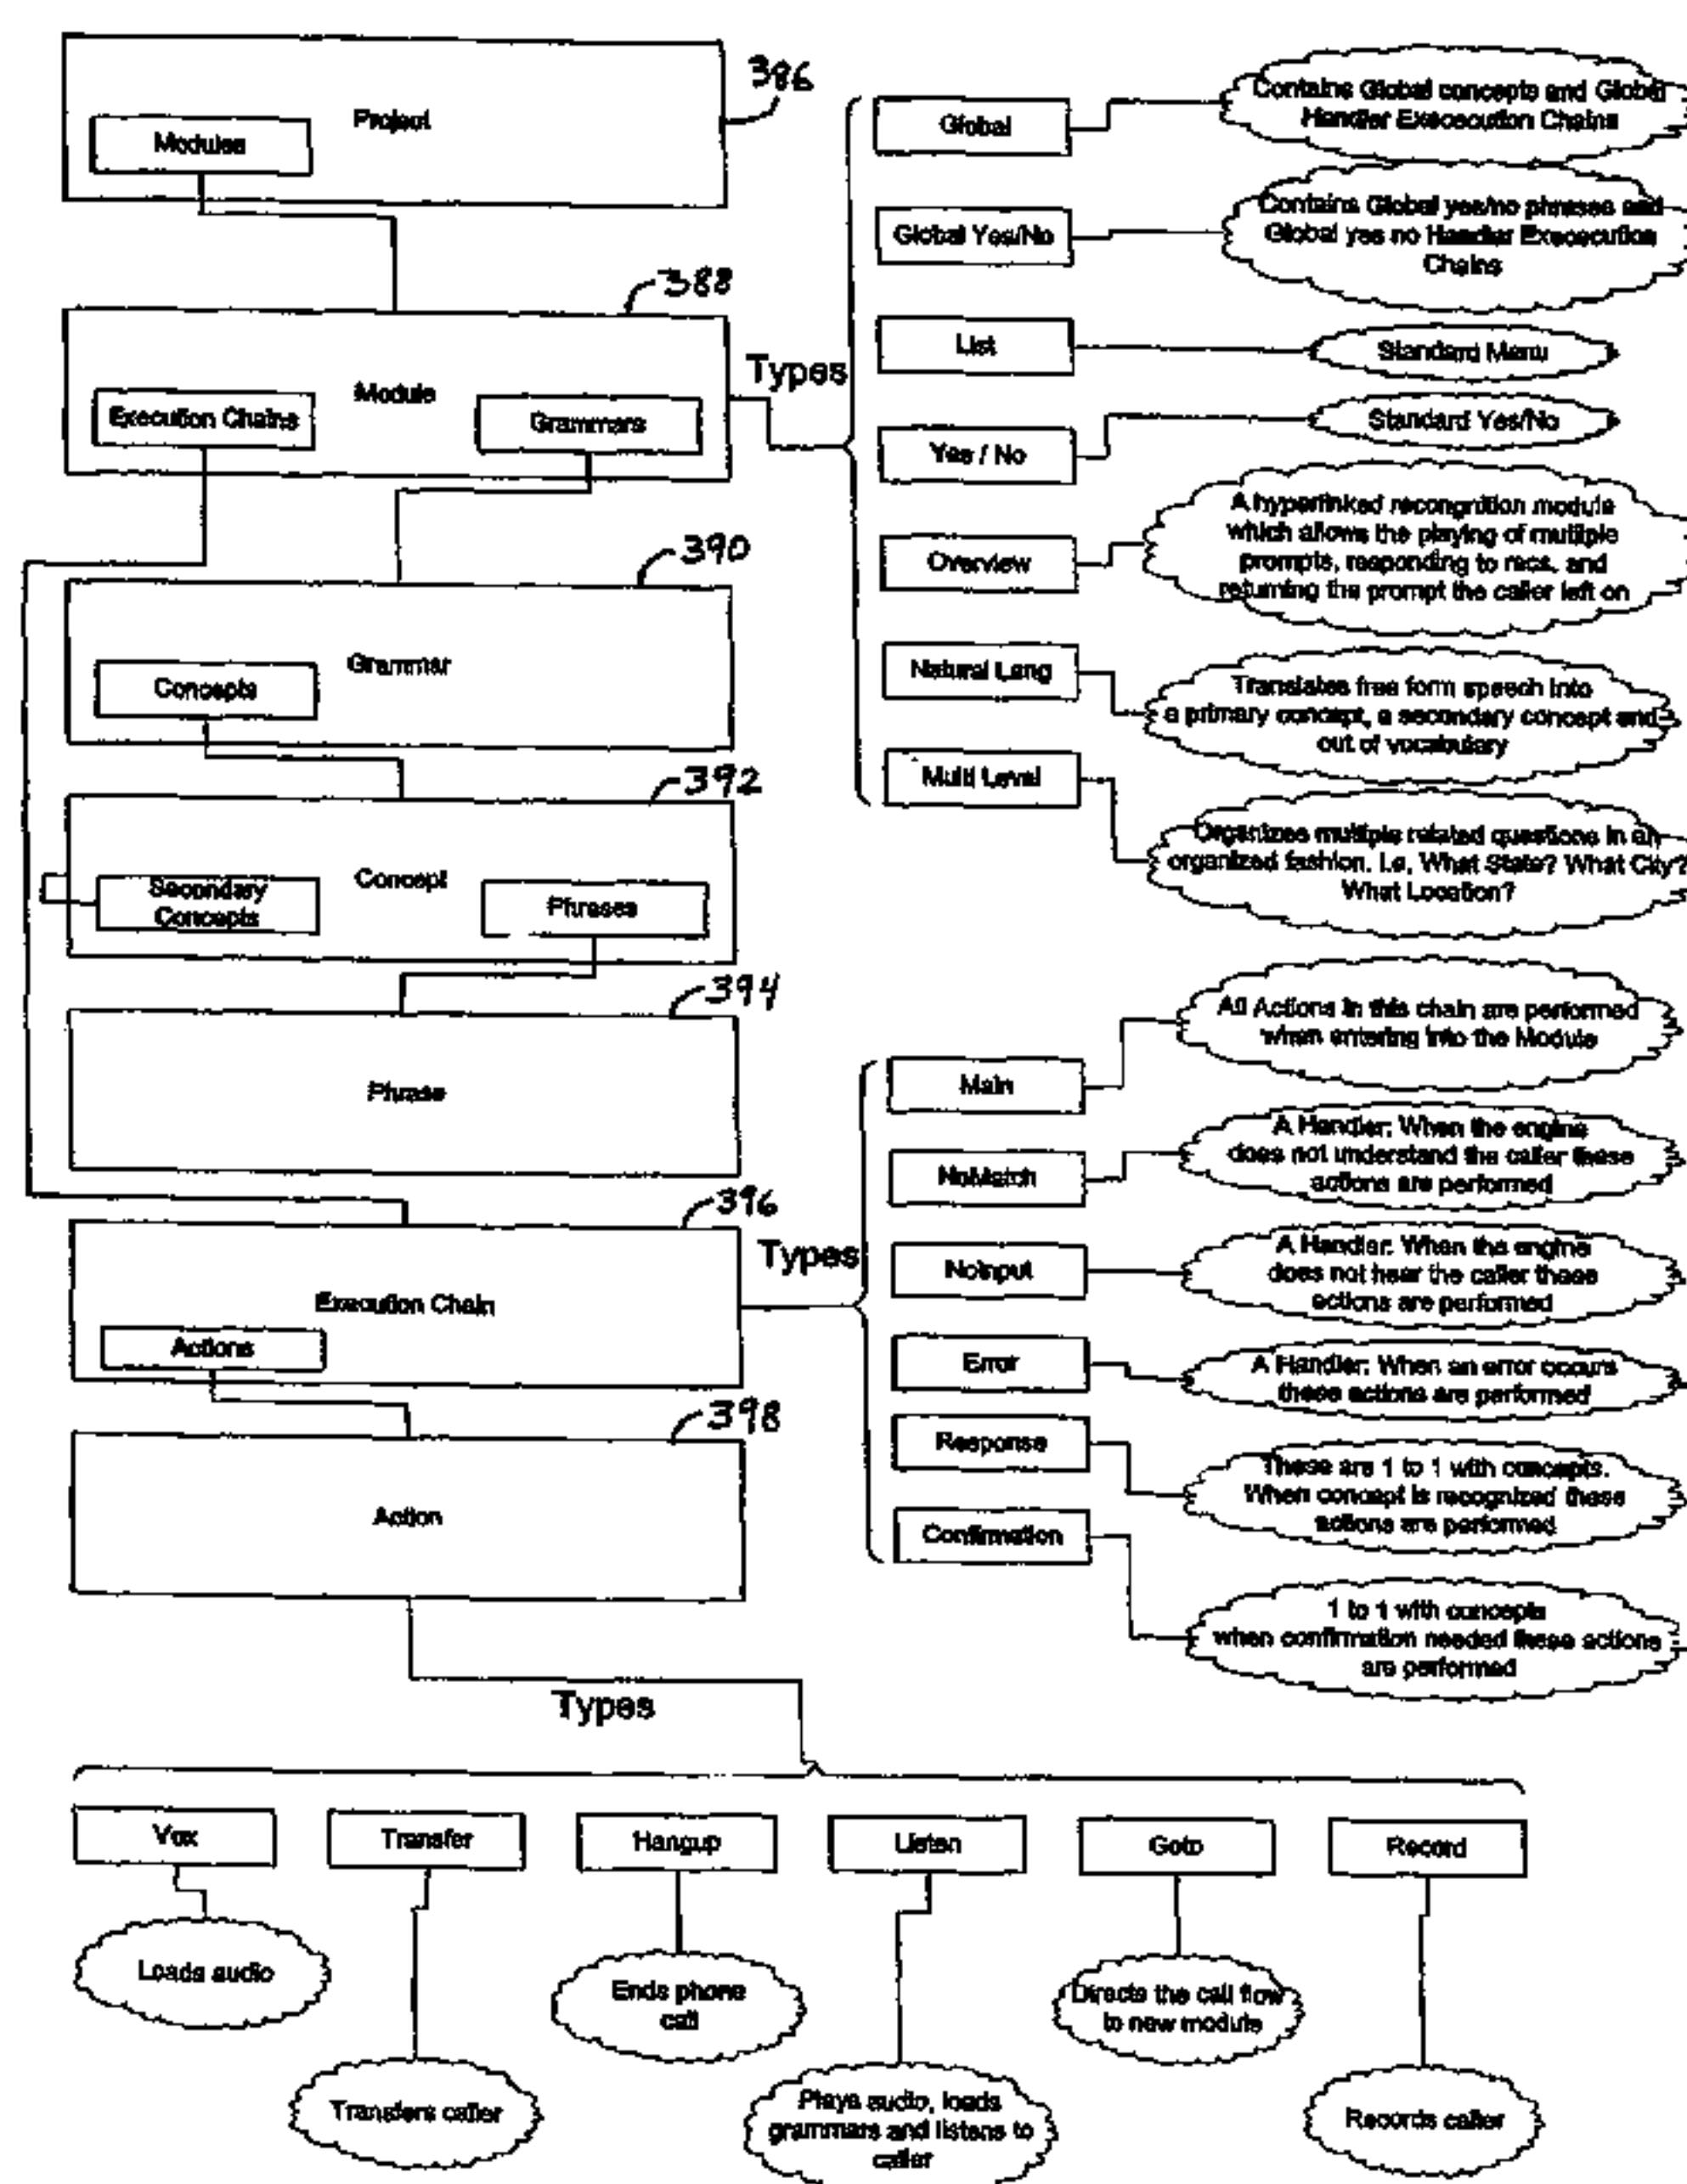 Project
386
Modules
388
Module
Execution Chains
Grammars
Types
390
Grammar
Concepts
392
Concept
Secondary
Concepts
Phrases
394
Phrase
396
Execution Chain
Actions
Types
398
Action
Types
Global
Contains Global concepts and Global
Handler Exececution Chains
Global Yes/No
Contains Global yes/no phrases and
Global yes no Handler Exececution
Chains
List
Standard Menu
Yes / No
Standard Yes/No
Overview
A hyperlinked recongnition module
which allows the playing of multiple
prompts, responding to recs. and
returning the prompt the caller left on
Natural Lang
Translates free form speech into
a primary concept, a secondary concept and
out of vocabulary
Multi Level
Organizes multiple related questions in an
organized fashion. I.e, What State? What City?
What Location?
Main
All Actions in this chain are performed
when entering into the Module
NoMatch
A Handler: When the engine
does not understand the caller these
actions are performed
NoInput
A Handler: When the engine
does not hear the caller these
actions are performed
Error
A Handler: When an error occurs
these actions are performed
Response
These are 1 to 1 with concepts.
When concept is recognized these
actions are performed
Confirmation
1 to 1 with concepts
when confirmation needed these actions
are performed
Vox
Transfer
Hangup
Listen
Goto
Record
Loads audio
Transfers caller
Ends phone
call
Plays audio, loads
grammars and listens to
caller
Directs the call flow
to new module
Records caller